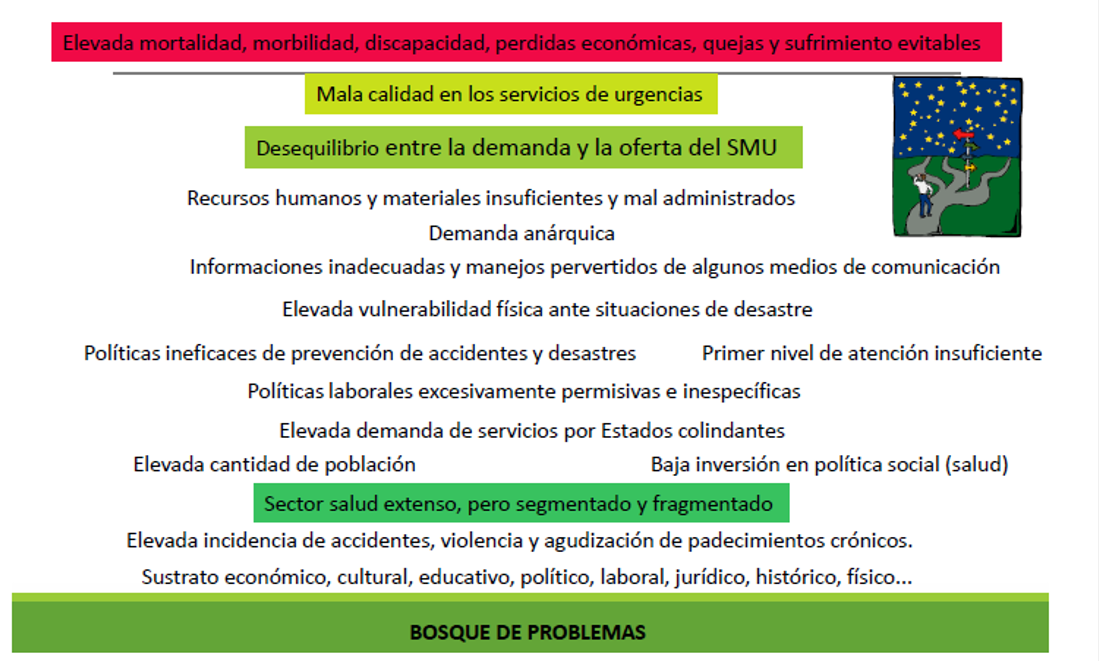 Elevada mortalidad, morbilidad, discapacidad, perdidas económicas, quejas y sufrimiento evitables
Mala calidad en los servicios de urgencias
Desequilibrio entre la demanda y la oferta del SMU
Recursos humanos y materiales insuficientes y mal administrados
Demanda anárquica
Informaciones inadecuadas y manejos pervertidos de algunos medios de comunicación
Elevada vulnerabilidad física ante situaciones de desastre
Políticas ineficaces de prevención de accidentes y desastres
Primer nivel de atención insuficiente
Políticas laborales excesivamente permisivas e inespecíficas
Elevada demanda de servicios por Estados colindantes
Elevada cantidad de población
Baja inversión en política social (salud)
Sector salud extenso, pero segmentado y fragmentado
Elevada incidencia de accidentes, violencia y agudización de padecimientos crónicos.
Sustrato económico, cultural, educativo, político, laboral, jurídico, histórico, físico...
BOSQUE DE PROBLEMAS